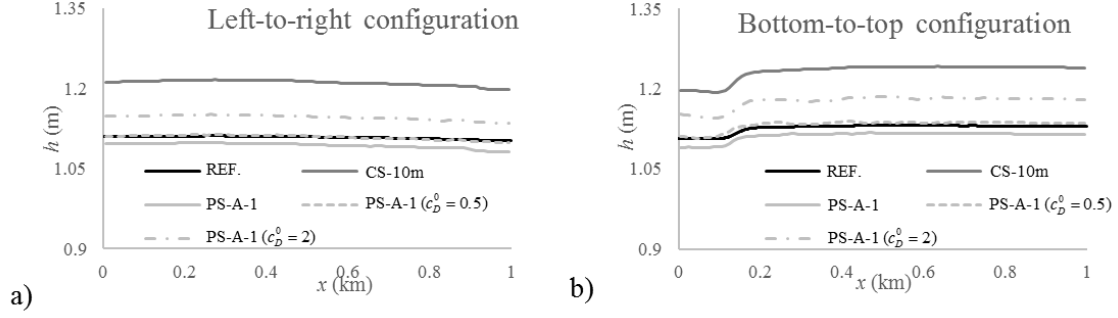 Left-to-right configuration
1.35
1.2
1.05
0.9
h (m)
REF.
CS-10m
PS-A-1
PS-A-1 (c_D^0 = 0.5)
PS-A-1 (c_D^0 = 2)
0 0.2 0.4 0.6 0.8 1
x (km)
a)
Bottom-to-top configuration
1.35
1.2
1.05
0.9
h (m)
REF.
CS-10m
PS-A-1
PS-A-1 (c_D^0 = 0.5)
PS-A-1 (c_D^0 = 2)
0 0.2 0.4 0.6 0.8 1
x (km)
b)